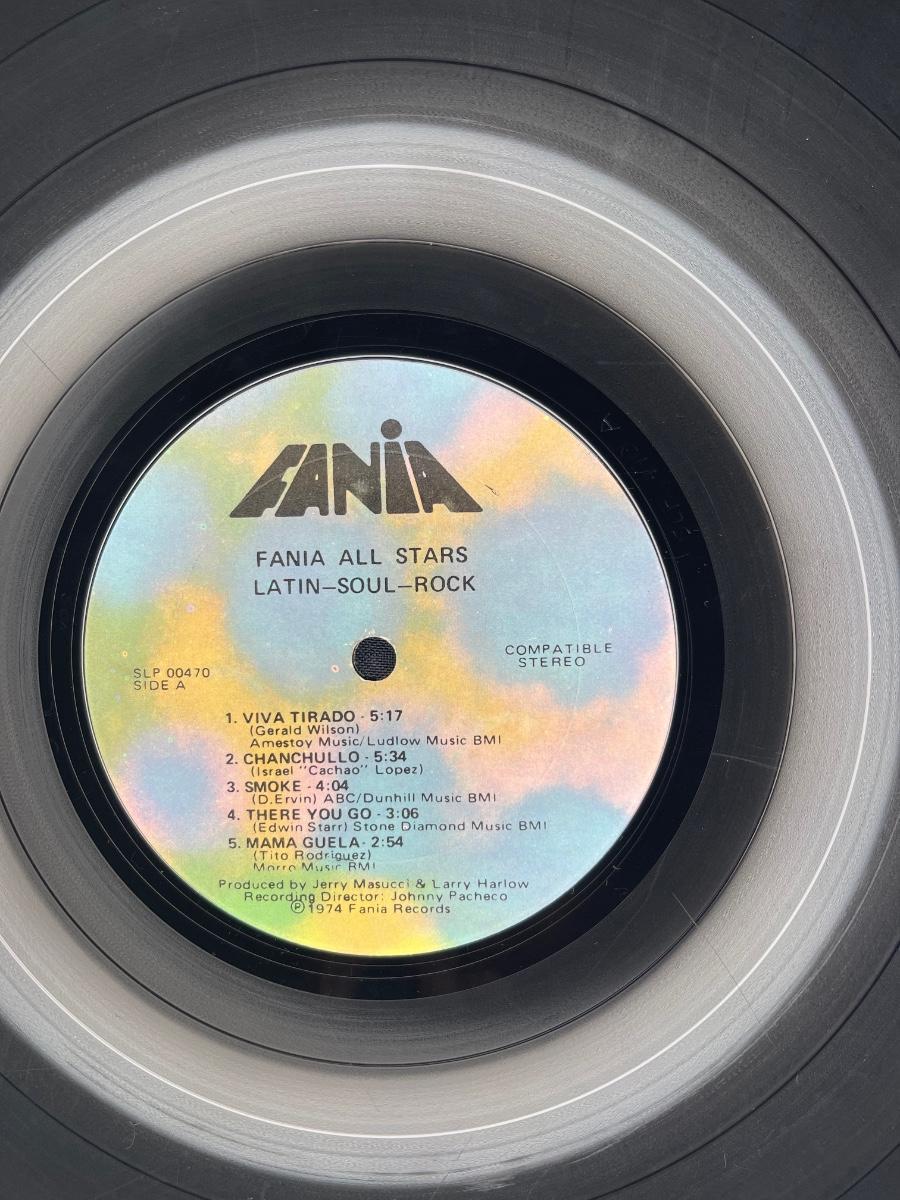 FANIA
FANIA ALL STARS
LATIN–SOUL–ROCK
COMPATIBLE
STEREO
SLP 00470
SIDE A
1. VIVA TIRADO - 5:17
(Gerald Wilson)
Amestoy Music/Ludlow Music BMI
2. CHANCHULLO - 5:34
(Israel "Cachao" Lopez)
3. SMOKE - 4:04
(D.Ervin) ABC/Dunhill Music BMI
4. THERE YOU GO - 3:06
(Edwin Starr) Stone Diamond Music BMI
5. MAMA GUELA - 2:54
(Tito Rodriguez)
Morro Music BMI
Produced by Jerry Masucci & Larry Harlow
Recording Director: Johnny Pacheco
Ⓟ1974 Fania Records